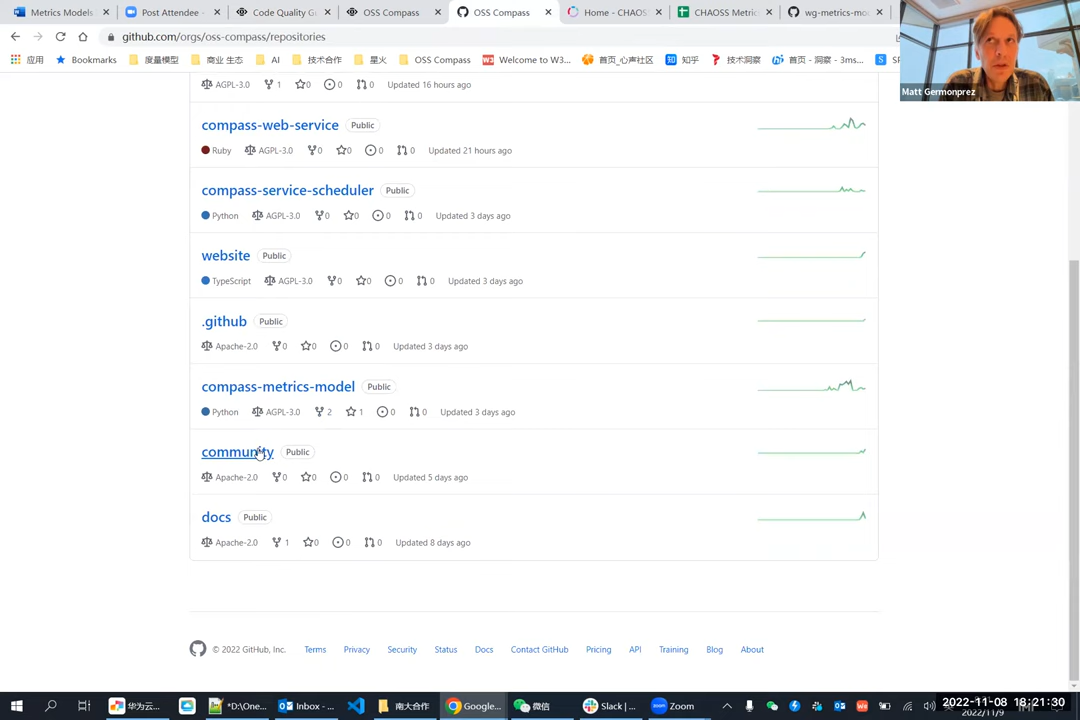 Metrics Models
Post Attendee -
Code Quality Gu
OSS Compass
OSS Compass
Home - CHAOS
CHAOSS Metric
wg-metrics-mo
github.com/orgs/oss-compass/repositories
应用
Bookmarks
度量模型
商业 生态
AI
技术合作
星火
OSS Compass
Welcome to W3...
首页_心声社区
知乎
技术洞察
首页 - 洞察 - 3ms...
Matt Germonprez
AGPL-3.0 1 0 0 0 Updated 16 hours ago
compass-web-service Public
Ruby AGPL-3.0 0 0 0 0 Updated 21 hours ago
compass-service-scheduler Public
Python AGPL-3.0 0 0 0 0 Updated 3 days ago
website Public
TypeScript AGPL-3.0 0 0 0 0 Updated 3 days ago
.github Public
Apache-2.0 0 0 0 0 Updated 3 days ago
compass-metrics-model Public
Python AGPL-3.0 2 1 0 0 Updated 3 days ago
community Public
Apache-2.0 0 0 0 0 Updated 5 days ago
docs Public
Apache-2.0 1 0 0 0 Updated 8 days ago
© 2022 GitHub, Inc.
Terms
Privacy
Security
Status
Docs
Contact GitHub
Pricing
API
Training
Blog
About
华为云...
*D:\One...
Inbox - ...
南大合作
Google...
微信
Slack | ...
Zoom
2022-11-08 18:21:30
2022/11/9